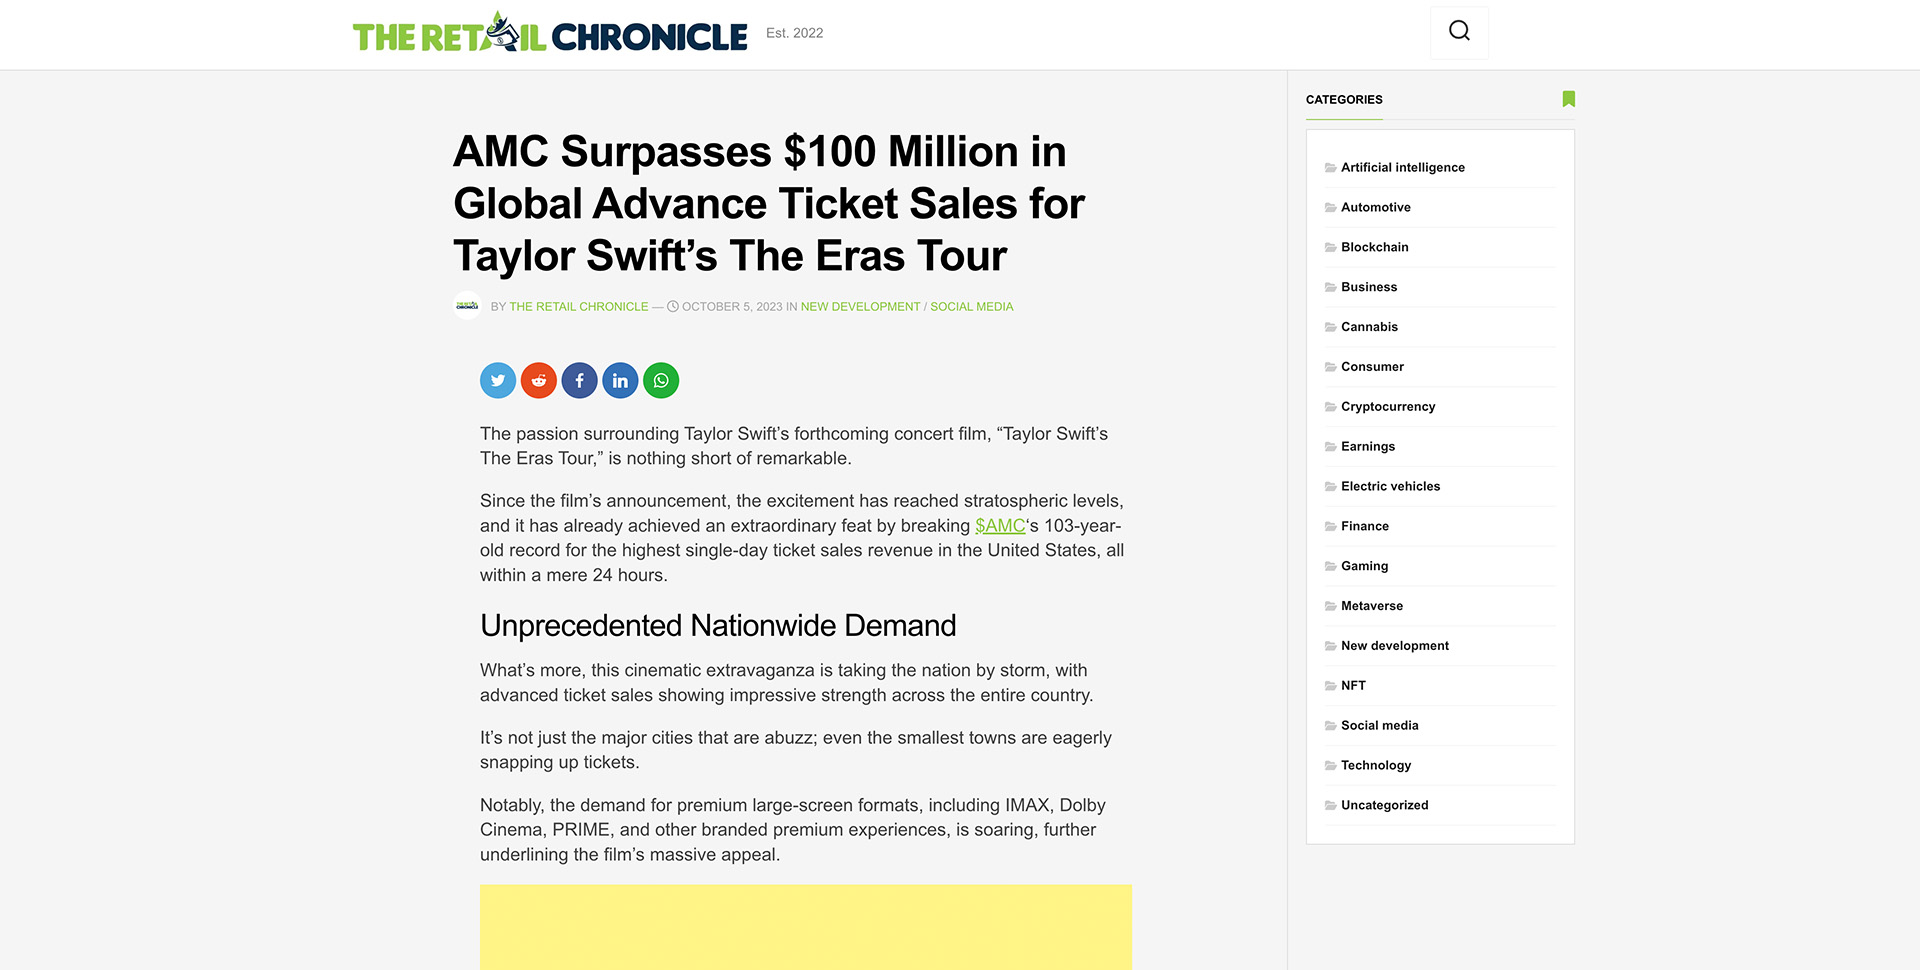 THE RETAIL CHRONICLE Est. 2022
AMC Surpasses $100 Million in
Global Advance Ticket Sales for
Taylor Swift’s The Eras Tour
BY THE RETAIL CHRONICLE — OCTOBER 5, 2023 IN NEW DEVELOPMENT / SOCIAL MEDIA
The passion surrounding Taylor Swift’s forthcoming concert film, “Taylor Swift’s
The Eras Tour,” is nothing short of remarkable.
Since the film’s announcement, the excitement has reached stratospheric levels,
and it has already achieved an extraordinary feat by breaking $AMC‘s 103-year-
old record for the highest single-day ticket sales revenue in the United States, all
within a mere 24 hours.
Unprecedented Nationwide Demand
What’s more, this cinematic extravaganza is taking the nation by storm, with
advanced ticket sales showing impressive strength across the entire country.
It’s not just the major cities that are abuzz; even the smallest towns are eagerly
snapping up tickets.
Notably, the demand for premium large-screen formats, including IMAX, Dolby
Cinema, PRIME, and other branded premium experiences, is soaring, further
underlining the film’s massive appeal.
CATEGORIES
Artificial intelligence
Automotive
Blockchain
Business
Cannabis
Consumer
Cryptocurrency
Earnings
Electric vehicles
Finance
Gaming
Metaverse
New development
NFT
Social media
Technology
Uncategorized